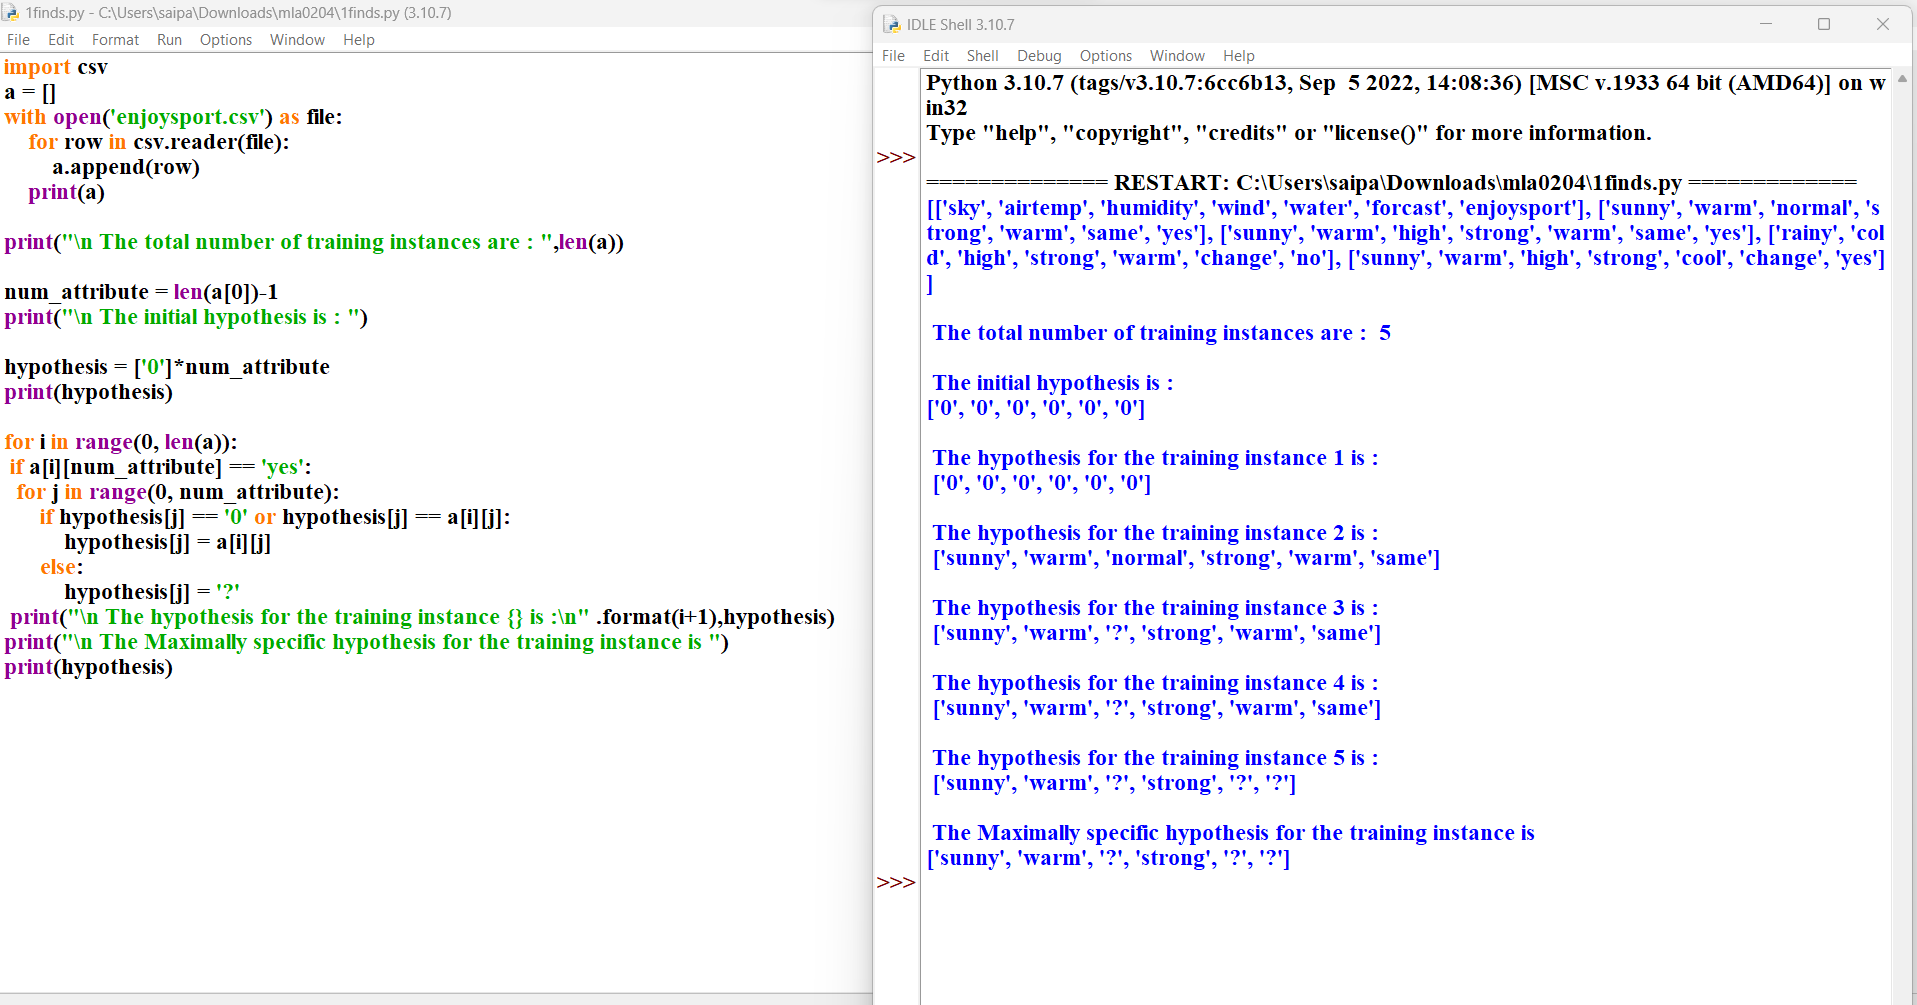 1finds.py - C:\Users\saipa\Downloads\mla0204\1finds.py (3.10.7)
File Edit Format Run Options Window Help
import csv
a = []
with open('enjoysport.csv') as file:
    for row in csv.reader(file):
        a.append(row)
    print(a)

print("\n The total number of training instances are : ",len(a))

num_attribute = len(a[0])-1
print("\n The initial hypothesis is : ")

hypothesis = ['0']*num_attribute
print(hypothesis)

for i in range(0, len(a)):
 if a[i][num_attribute] == 'yes':
  for j in range(0, num_attribute):
      if hypothesis[j] == '0' or hypothesis[j] == a[i][j]:
          hypothesis[j] = a[i][j]
      else:
          hypothesis[j] = '?'
 print("\n The hypothesis for the training instance {} is :\n" .format(i+1),hypothesis)
print("\n The Maximally specific hypothesis for the training instance is ")
print(hypothesis)
IDLE Shell 3.10.7
File Edit Shell Debug Options Window Help
Python 3.10.7 (tags/v3.10.7:6cc6b13, Sep  5 2022, 14:08:36) [MSC v.1933 64 bit (AMD64)] on w
in32
Type "help", "copyright", "credits" or "license()" for more information.
>>>
============== RESTART: C:\Users\saipa\Downloads\mla0204\1finds.py =============
[['sky', 'airtemp', 'humidity', 'wind', 'water', 'forcast', 'enjoysport'], ['sunny', 'warm', 'normal', 's
trong', 'warm', 'same', 'yes'], ['sunny', 'warm', 'high', 'strong', 'warm', 'same', 'yes'], ['rainy', 'col
d', 'high', 'strong', 'warm', 'change', 'no'], ['sunny', 'warm', 'high', 'strong', 'cool', 'change', 'yes']
]

 The total number of training instances are :  5

 The initial hypothesis is :
['0', '0', '0', '0', '0', '0']

 The hypothesis for the training instance 1 is :
 ['0', '0', '0', '0', '0', '0']

 The hypothesis for the training instance 2 is :
 ['sunny', 'warm', 'normal', 'strong', 'warm', 'same']

 The hypothesis for the training instance 3 is :
 ['sunny', 'warm', '?', 'strong', 'warm', 'same']

 The hypothesis for the training instance 4 is :
 ['sunny', 'warm', '?', 'strong', 'warm', 'same']

 The hypothesis for the training instance 5 is :
 ['sunny', 'warm', '?', 'strong', '?', '?']

 The Maximally specific hypothesis for the training instance is
['sunny', 'warm', '?', 'strong', '?', '?']
>>>